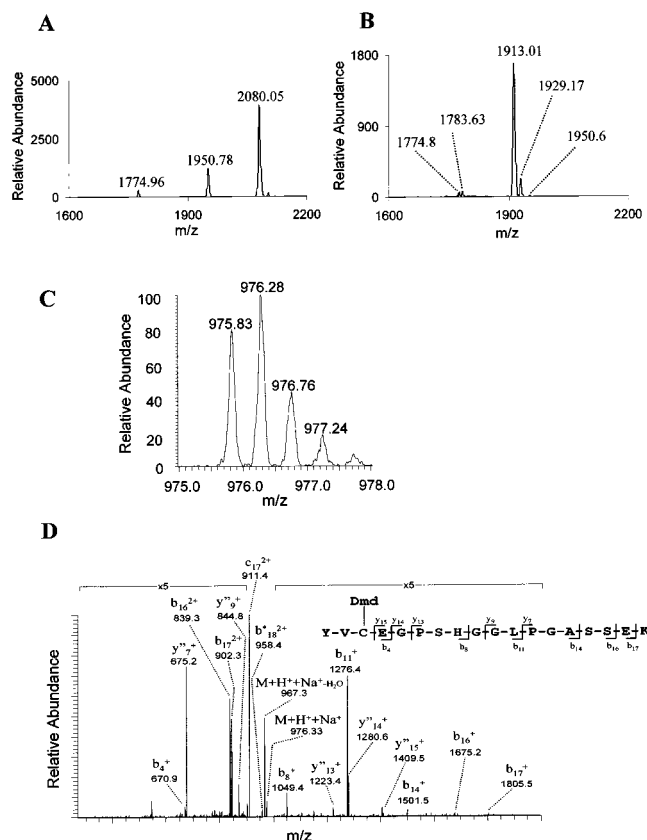 A
Relative Abundance
5000
2500
0
1774.96
1950.78
2080.05
1600
1900
2200
m/z
B
Relative Abundance
1800
900
0
1774.8
1783.63
1913.01
1929.17
1950.6
1600
1900
2200
m/z
C
Relative Abundance
100
80
60
40
20
0
975.83
976.28
976.76
977.24
975.0
976.0
977.0
978.0
m/z
D
Relative Abundance
x5
x5
b4+
670.9
y"7+
675.2
b16 2+
839.3
y"9+
844.8
b17 2+
902.3
c17 2+
911.4
b*18 2+
958.4
M+H++Na+-H2O
967.3
M+H++Na+
976.33
b8+
1049.4
y"13+
1223.4
b11+
1276.4
y"14+
1280.6
y"15+
1409.5
b14+
1501.5
b16+
1675.2
b17+
1805.5
Dmd
y15 y14 y13 y9 y7
Y-V-C-E-G-P-S-H-G-G-L-P-G-A-S-S-E-K
b4 b8 b11 b14 b16 b17
m/z